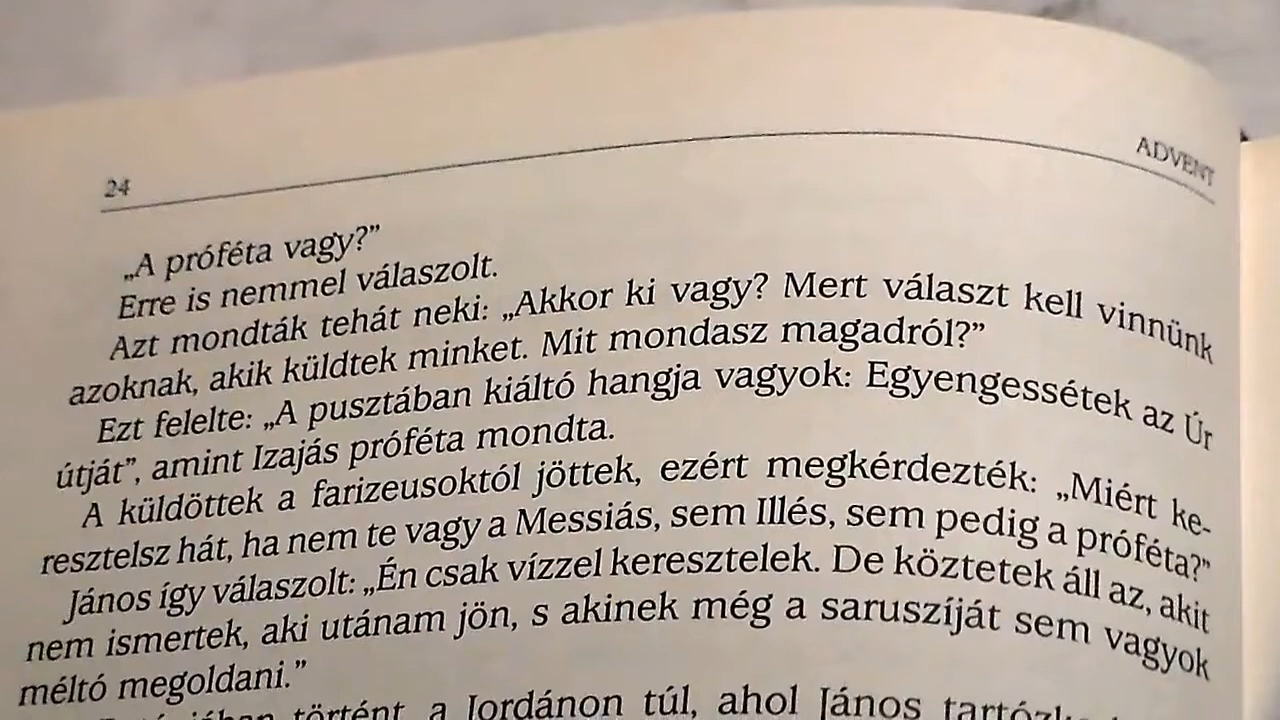 24
ADVENT
„A próféta vagy?”
Erre is nemmel válaszolt.
Azt mondták tehát neki: „Akkor ki vagy? Mert választ kell vinnünk
azoknak, akik küldtek minket. Mit mondasz magadról?”
Ezt felelte: „A pusztában kiáltó hangja vagyok: Egyengessétek az Úr
útját”, amint Izajás próféta mondta.
A küldöttek a farizeusoktól jöttek, ezért megkérdezték: „Miért ke-
resztelsz hát, ha nem te vagy a Messiás, sem Illés, sem pedig a próféta?”
János így válaszolt: „Én csak vízzel keresztelek. De köztetek áll az, akit
nem ismertek, aki utánam jön, s akinek még a saruszíját sem vagyok
méltó megoldani.”
történt a Jordánon túl, ahol János